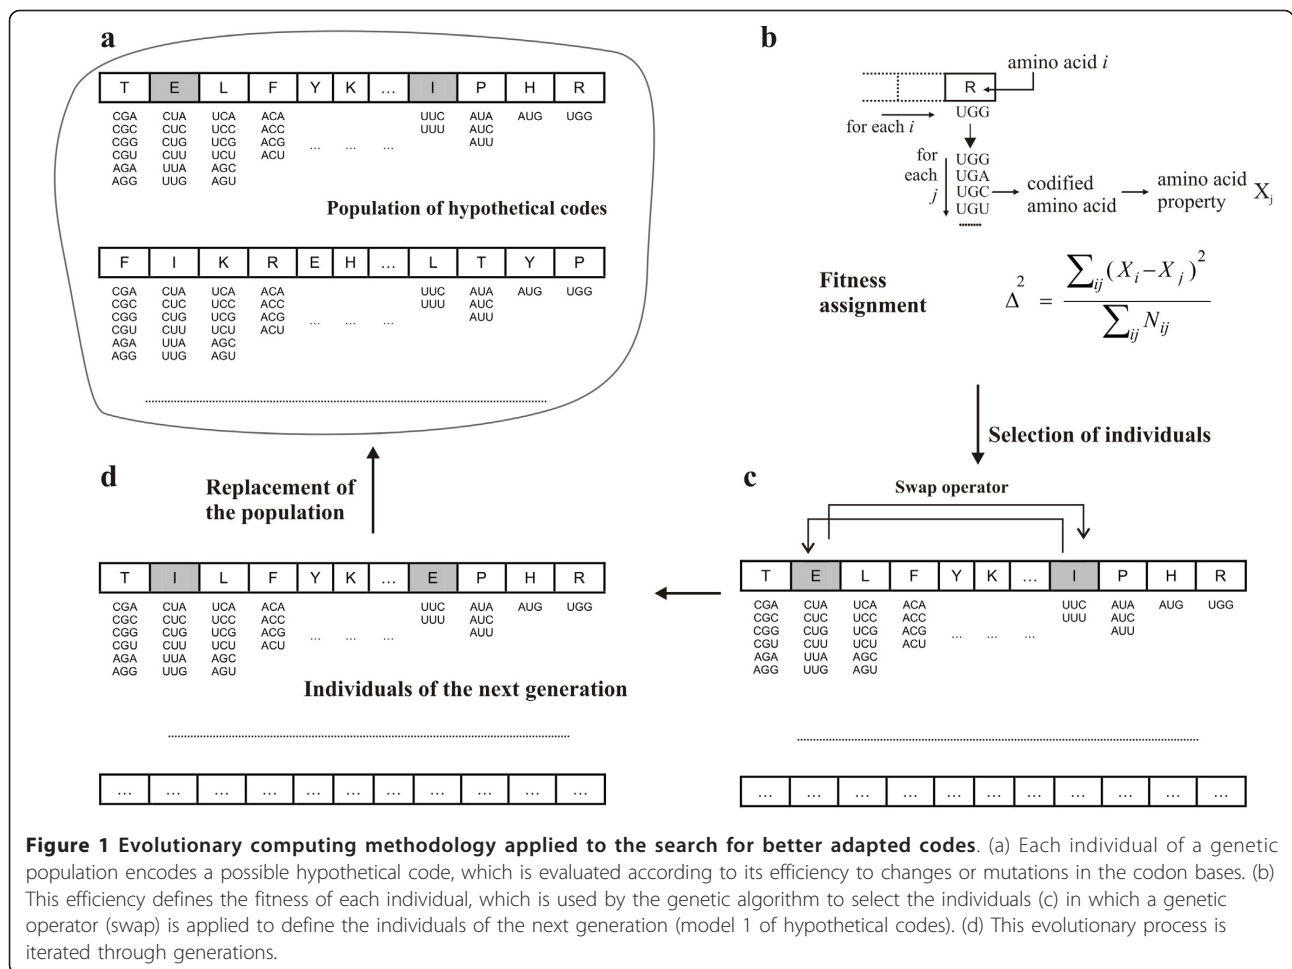 a
T E L F Y K ... I P H R
CGA CUA UCA ACA UUC AUA AUG UGG
CGC CUC UCC ACC UUU AUC
CGG CUG UCG ACG ... ... ... AUU
CGU CUU UCU ACU
AGA UUA AGC
AGG UUG AGU
Population of hypothetical codes
F I K R E H ... L T Y P
CGA CUA UCA ACA UUC AUA AUG UGG
CGC CUC UCC ACC UUU AUC
CGG CUG UCG ACG ... ... ... AUU
CGU CUU UCU ACU
AGA UUA AGC
AGG UUG AGU
b
amino acid i
R
UGG
for each i
for each j
UGG
UGA
UGC
UGU
codified amino acid
amino acid property Xj
Fitness assignment
Δ² = ∑ij (Xi – Xj)² / ∑ij Nij
Selection of individuals
c
Swap operator
T E L F Y K ... I P H R
CGA CUA UCA ACA UUC AUA AUG UGG
CGC CUC UCC ACC UUU AUC
CGG CUG UCG ACG ... ... ... AUU
CGU CUU UCU ACU
AGA UUA AGC
AGG UUG AGU
... ... ... ... ... ... ... ... ... ... ...
d
Replacement of
the population
T I L F Y K ... E P H R
CGA CUA UCA ACA UUC AUA AUG UGG
CGC CUC UCC ACC UUU AUC
CGG CUG UCG ACG ... ... ... AUU
CGU CUU UCU ACU
AGA UUA AGC
AGG UUG AGU
Individuals of the next generation
... ... ... ... ... ... ... ... ... ... ...
Figure 1 Evolutionary computing methodology applied to the search for better adapted codes. (a) Each individual of a genetic
population encodes a possible hypothetical code, which is evaluated according to its efficiency to changes or mutations in the codon bases. (b)
This efficiency defines the fitness of each individual, which is used by the genetic algorithm to select the individuals (c) in which a genetic
operator (swap) is applied to define the individuals of the next generation (model 1 of hypothetical codes). (d) This evolutionary process is
iterated through generations.